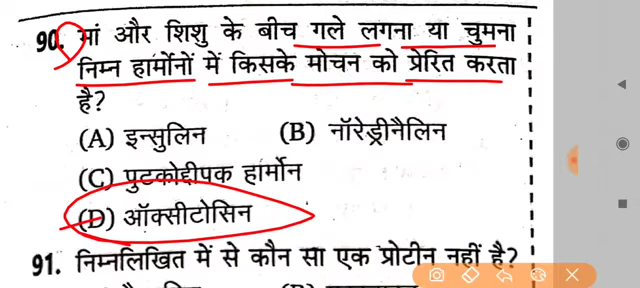 90. मां और शिशु के बीच गले लगना या चुमना
निम्न हार्मोनों में किसके मोचन को प्रेरित करता
है?
(A) इन्सुलिन (B) नॉरेड्रीनैलिन
(C) पुटकोद्दीपक हार्मोन
(D) ऑक्सीटोसिन
91. निम्नलिखित में से कौन सा एक प्रोटीन नहीं है?